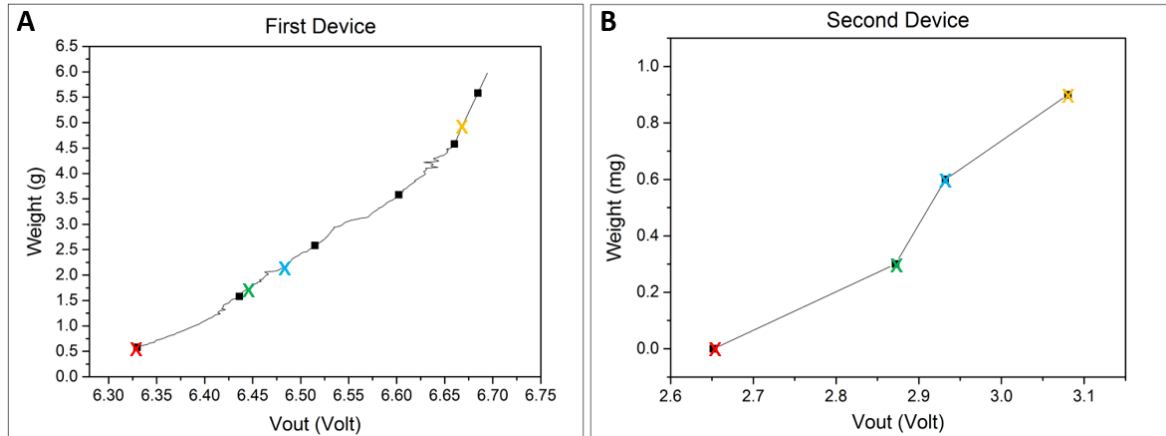 A
First Device
6.5
6.0
5.5
5.0
4.5
4.0
3.5
3.0
2.5
2.0
1.5
1.0
0.5
0.0
Weight (g)
6.30 6.35 6.40 6.45 6.50 6.55 6.60 6.65 6.70 6.75
Vout (Volt)
B
Second Device
1.0
0.8
0.6
0.4
0.2
0.0
Weight (mg)
2.6 2.7 2.8 2.9 3.0 3.1
Vout (Volt)